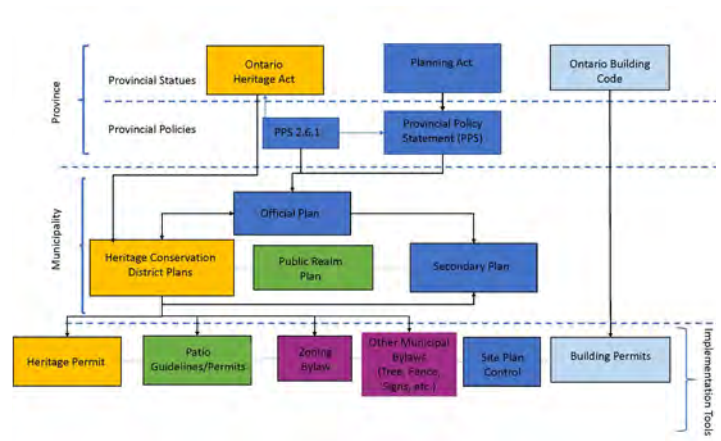 Province
Provincial Statues
Ontario
Heritage Act
Planning Act
Ontario Building
Code
Provincial Policies
PPS 2.6.1
Provincial Policy
Statement (PPS)
Municipality
Official Plan
Heritage Conservation
District Plans
Public Realm
Plan
Secondary Plan
Heritage Permit
Patio
Guidelines/Permits
Zoning
Bylaw
Other Municipal
Bylaws
(Tree, Fence,
Signs, etc.)
Site Plan
Control
Building Permits
Implementation Tools